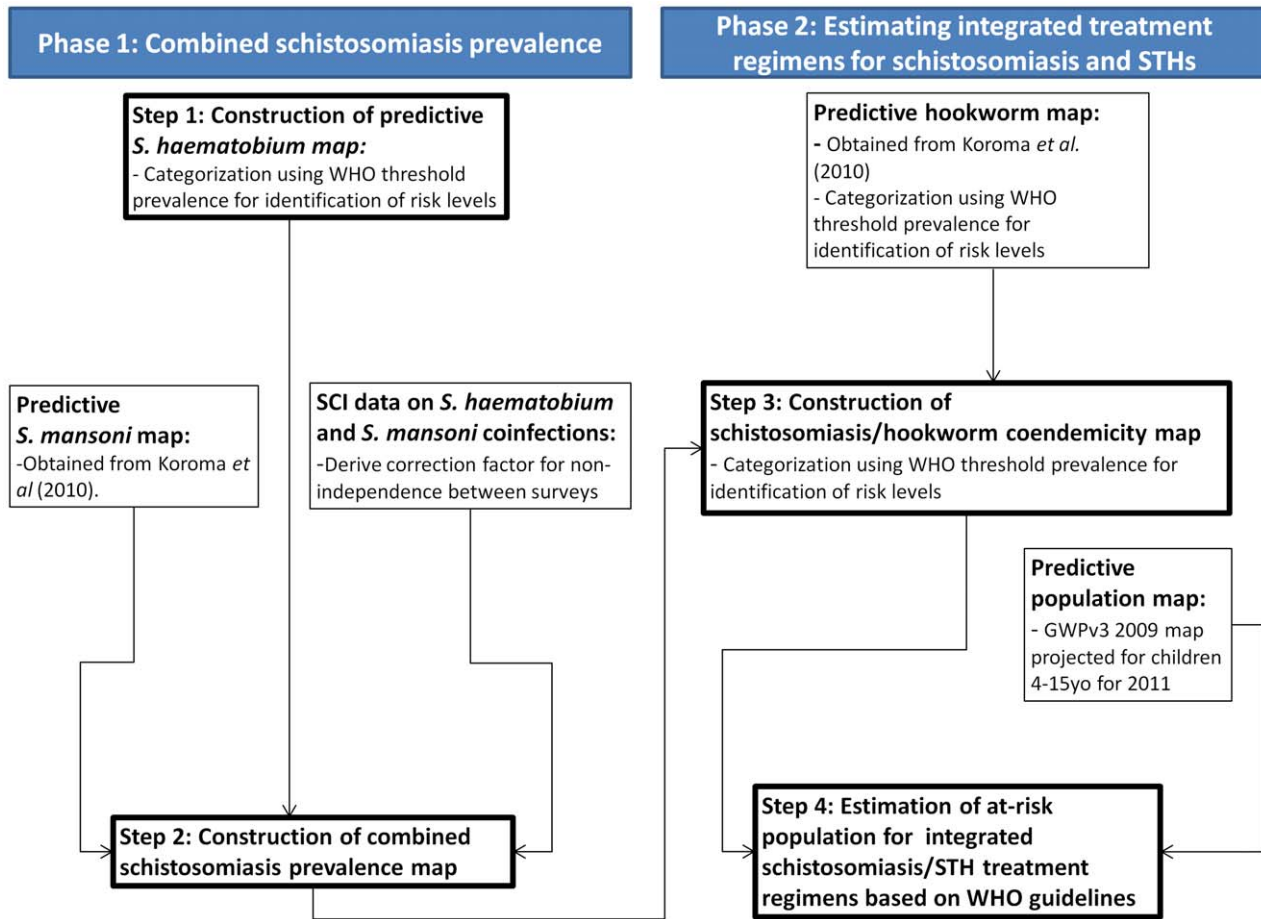 Phase 1: Combined schistosomiasis prevalence
Step 1: Construction of predictive
S. haematobium map:
- Categorization using WHO threshold
prevalence for identification of risk levels
Predictive
S. mansoni map:
-Obtained from Koroma et
al (2010).
SCI data on S. haematobium
and S. mansoni coinfections:
-Derive correction factor for non-
independence between surveys
Step 2: Construction of combined
schistosomiasis prevalence map
Phase 2: Estimating integrated treatment
regimens for schistosomiasis and STHs
Predictive hookworm map:
- Obtained from Koroma et al.
(2010)
- Categorization using WHO
threshold prevalence for
identification of risk levels
Step 3: Construction of
schistosomiasis/hookworm coendemicity map
- Categorization using WHO threshold prevalence for
identification of risk levels
Predictive
population map:
- GWPv3 2009 map
projected for children
4-15yo for 2011
Step 4: Estimation of at-risk
population for integrated
schistosomiasis/STH treatment
regimens based on WHO guidelines